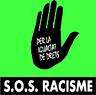 PER LA
IGUALTAT
DE DRETS
S.O.S. RACISME